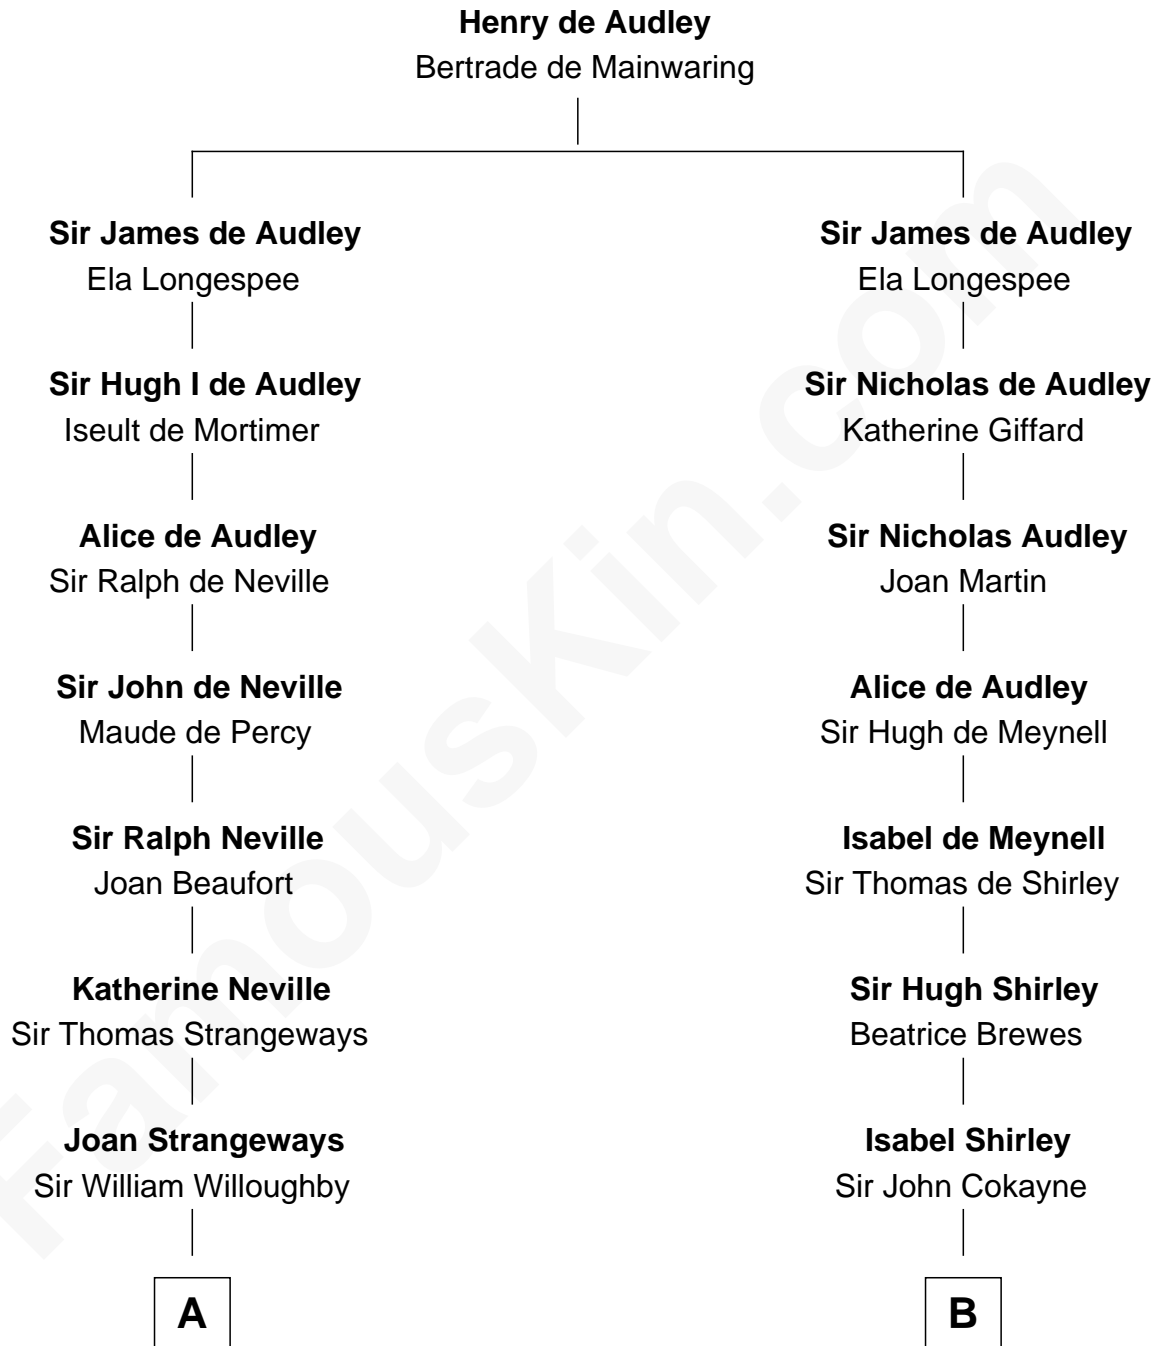 Henry de Audley
Bertrade de Mainwaring
Sir James de Audley
Ela Longespee
Sir Hugh I de Audley
Iseult de Mortimer
Alice de Audley
Sir Ralph de Neville
Sir John de Neville
Maude de Percy
Sir Ralph Neville
Joan Beaufort
Katherine Neville
Sir Thomas Strangeways
Joan Strangeways
Sir William Willoughby
A
Sir James de Audley
Ela Longespee
Sir Nicholas de Audley
Katherine Giffard
Sir Nicholas Audley
Joan Martin
Alice de Audley
Sir Hugh de Meynell
Isabel de Meynell
Sir Thomas de Shirley
Sir Hugh Shirley
Beatrice Brewes
Isabel Shirley
Sir John Cokayne
B
FamousKin.com